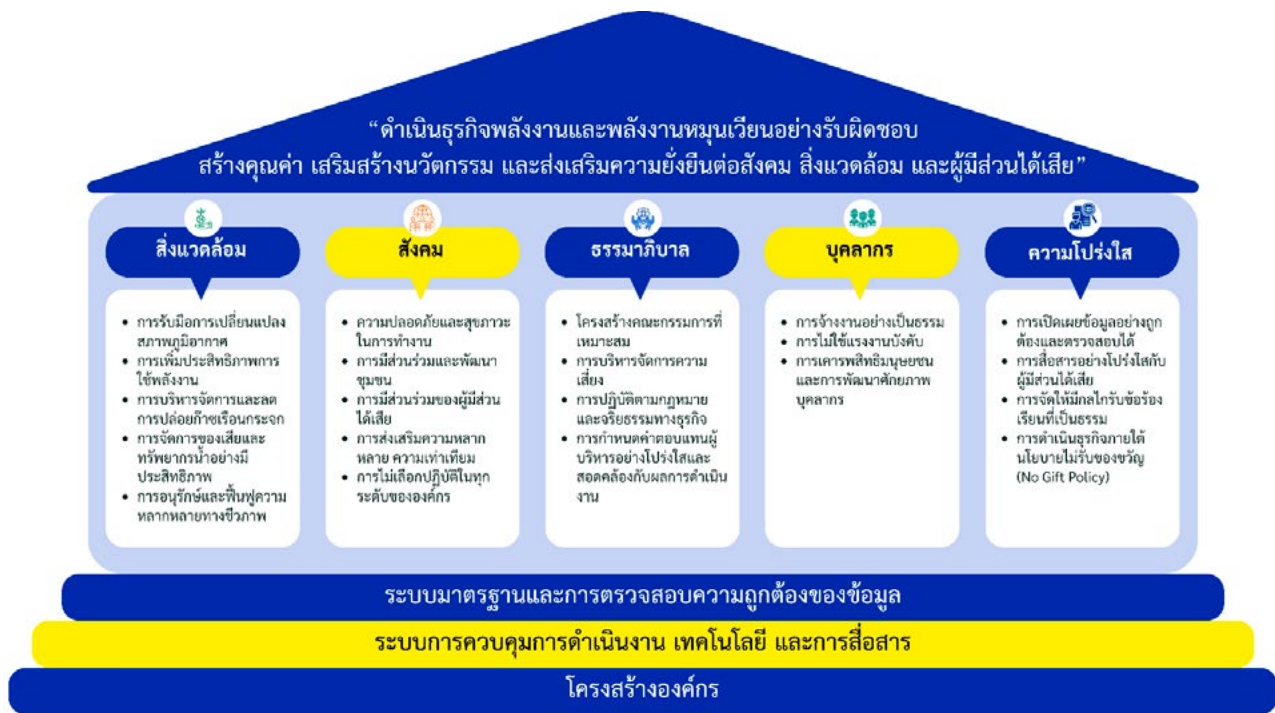 “ดำเนินธุรกิจพลังงานและพลังงานหมุนเวียนอย่างรับผิดชอบ
สร้างคุณค่า เสริมสร้างนวัตกรรม และส่งเสริมความยั่งยืนต่อสังคม สิ่งแวดล้อม และผู้มีส่วนได้เสีย”
สิ่งแวดล้อม
• การรับมือการเปลี่ยนแปลง
สภาพภูมิอากาศ
• การเพิ่มประสิทธิภาพการ
ใช้พลังงาน
• การบริหารจัดการและลด
การปล่อยก๊าซเรือนกระจก
• การจัดการของเสียและ
ทรัพยากรน้ำอย่างมี
ประสิทธิภาพ
• การอนุรักษ์และฟื้นฟูความ
หลากหลายทางชีวภาพ
สังคม
• ความปลอดภัยและสุขภาวะ
ในการทำงาน
• การมีส่วนร่วมและพัฒนา
ชุมชน
• การมีส่วนร่วมของผู้มีส่วน
ได้เสีย
• การส่งเสริมความหลาก
หลาย ความเท่าเทียม
• การไม่เลือกปฏิบัติในทุก
ระดับขององค์กร
ธรรมาภิบาล
• โครงสร้างคณะกรรมการที่
เหมาะสม
• การบริหารจัดการความ
เสี่ยง
• การปฏิบัติตามกฎหมาย
และจริยธรรมทางธุรกิจ
• การกำหนดค่าตอบแทนผู้
บริหารอย่างโปร่งใสและ
สอดคล้องกับผลการดำเนิน
งาน
บุคลากร
• การจ้างงานอย่างเป็นธรรม
• การไม่ใช้แรงงานบังคับ
• การเคารพสิทธิมนุษยชน
และการพัฒนาศักยภาพ
บุคลากร
ความโปร่งใส
• การเปิดเผยข้อมูลอย่างถูก
ต้องและตรวจสอบได้
• การสื่อสารอย่างโปร่งใสกับ
ผู้มีส่วนได้เสีย
• การจัดให้มีกลไกรับข้อร้อง
เรียนที่เป็นธรรม
• การดำเนินธุรกิจภายใต้
นโยบายไม่รับของขวัญ
(No Gift Policy)
ระบบมาตรฐานและการตรวจสอบความถูกต้องของข้อมูล
ระบบการควบคุมการดำเนินงาน เทคโนโลยี และการสื่อสาร
โครงสร้างองค์กร